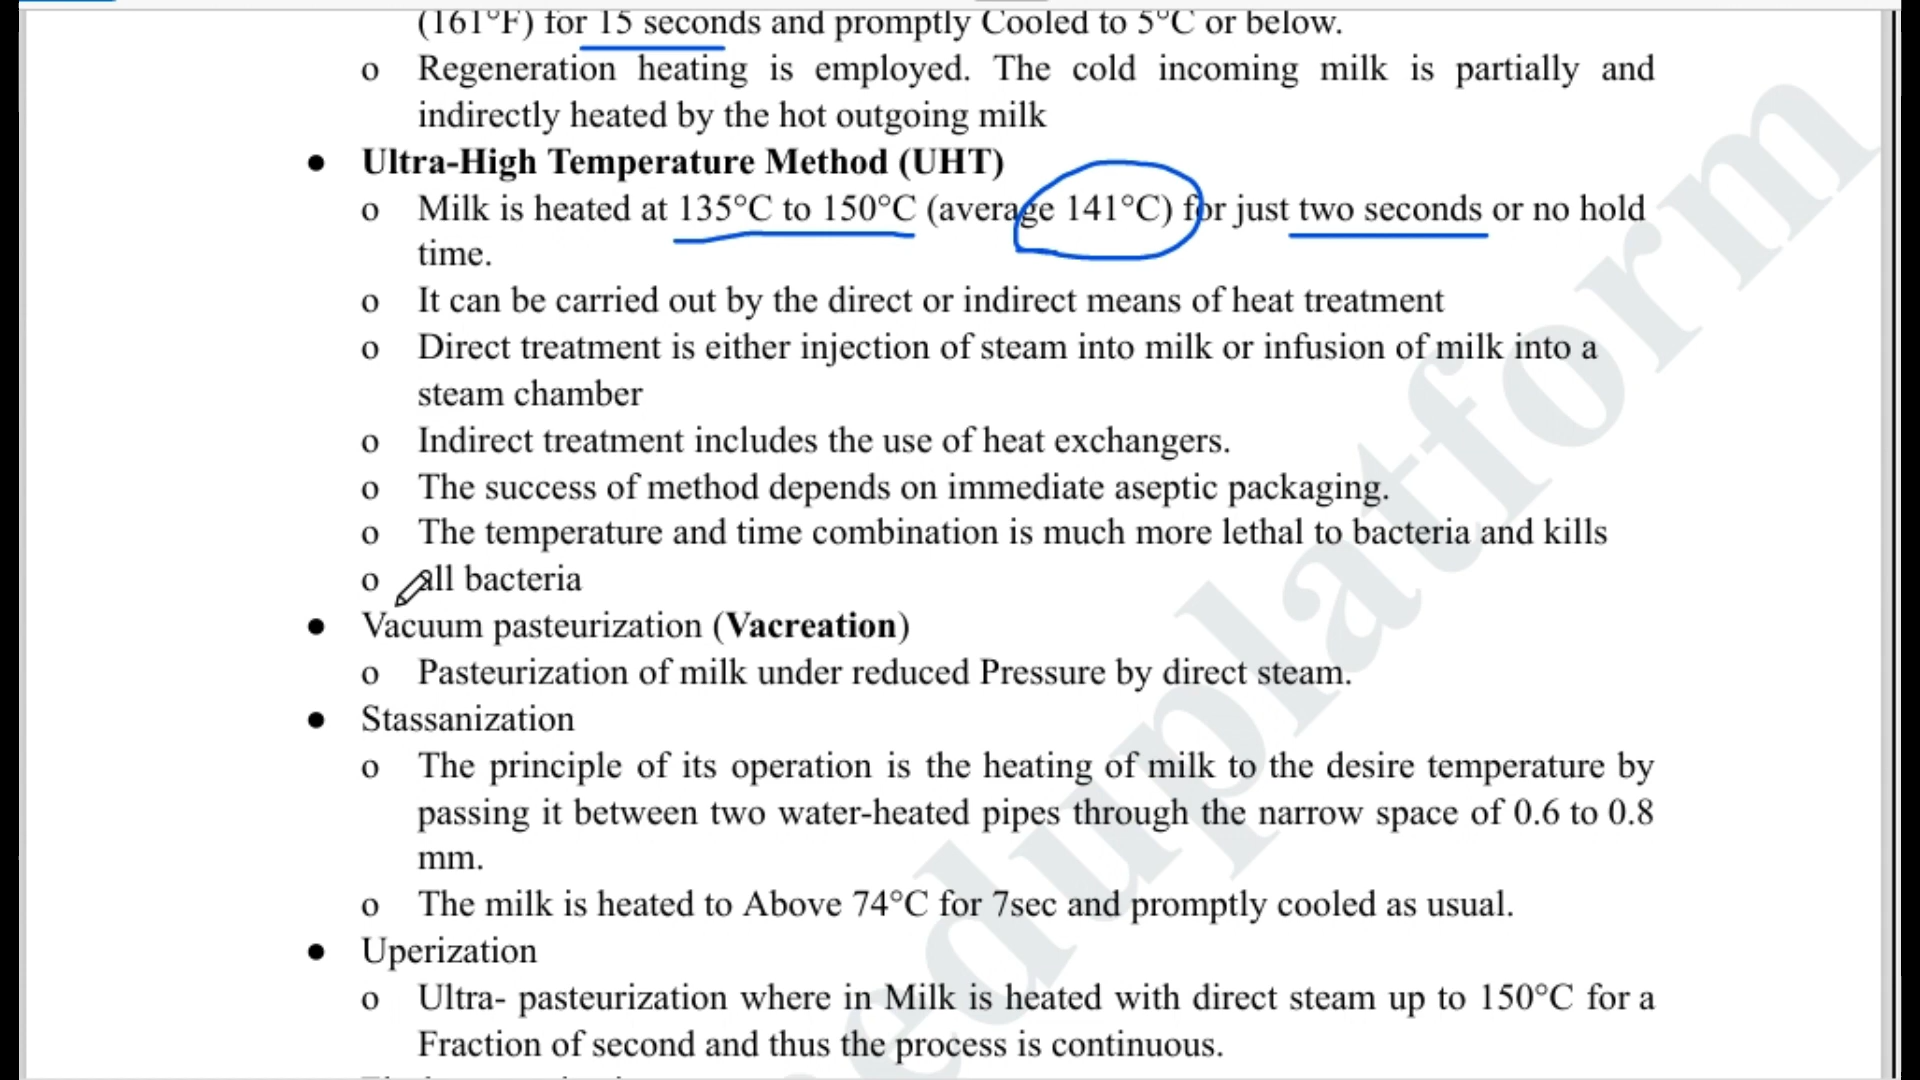 (161°F) for 15 seconds and promptly Cooled to 5°C or below.
o Regeneration heating is employed. The cold incoming milk is partially and
indirectly heated by the hot outgoing milk
● Ultra-High Temperature Method (UHT)
o Milk is heated at 135°C to 150°C (average 141°C) for just two seconds or no hold
time.
o It can be carried out by the direct or indirect means of heat treatment
o Direct treatment is either injection of steam into milk or infusion of milk into a
steam chamber
o Indirect treatment includes the use of heat exchangers.
o The success of method depends on immediate aseptic packaging.
o The temperature and time combination is much more lethal to bacteria and kills
o all bacteria
● Vacuum pasteurization (Vacreation)
o Pasteurization of milk under reduced Pressure by direct steam.
● Stassanization
o The principle of its operation is the heating of milk to the desire temperature by
passing it between two water-heated pipes through the narrow space of 0.6 to 0.8
mm.
o The milk is heated to Above 74°C for 7sec and promptly cooled as usual.
● Uperization
o Ultra- pasteurization where in Milk is heated with direct steam up to 150°C for a
Fraction of second and thus the process is continuous.
eduplatform